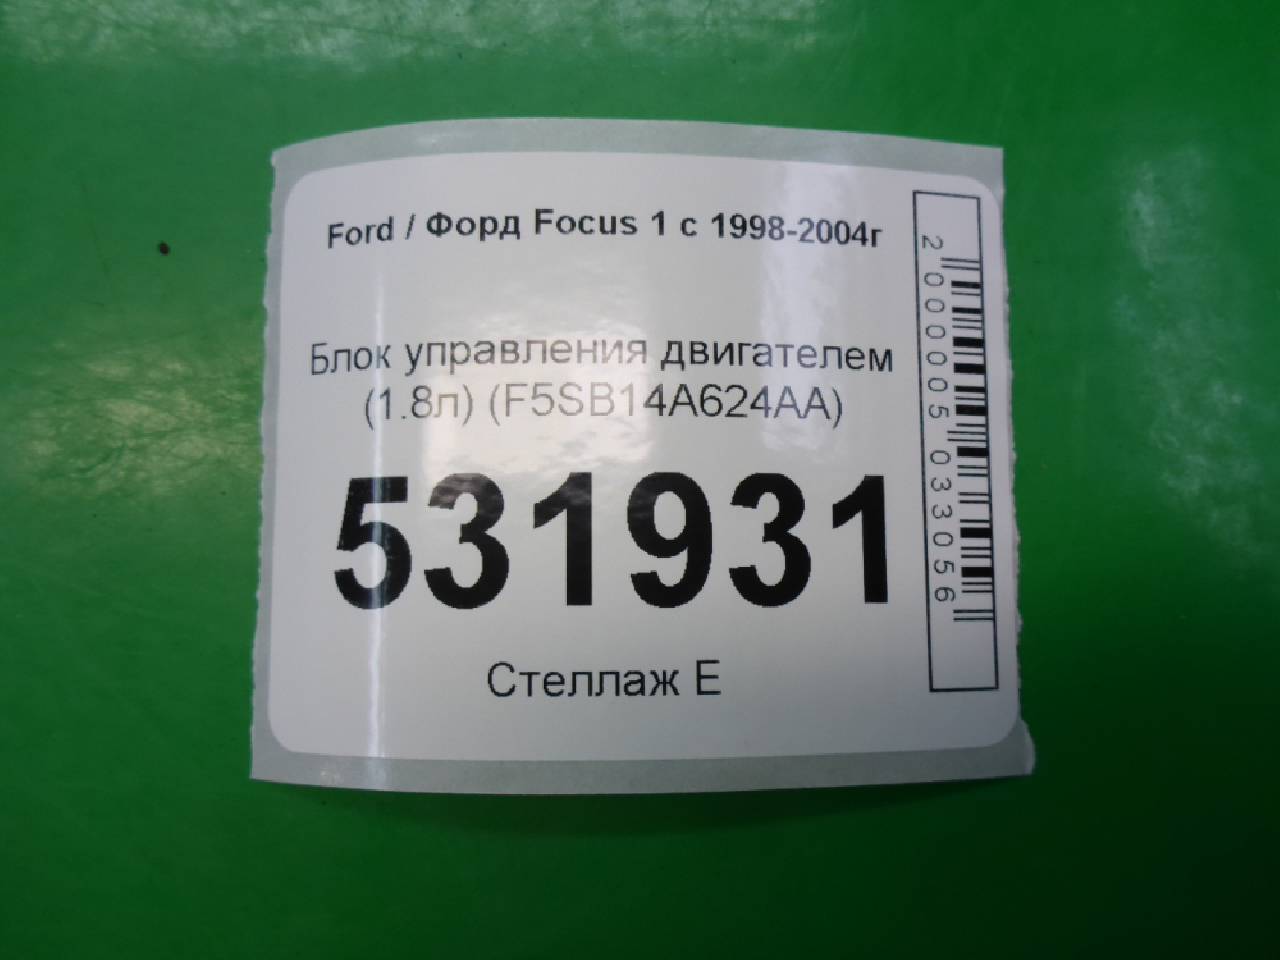 Ford / Форд Focus 1 с 1998-2004г
Блок управления двигателем
(1.8л) (F5SB14A624AA)
531931
Стеллаж Е
2000005033056